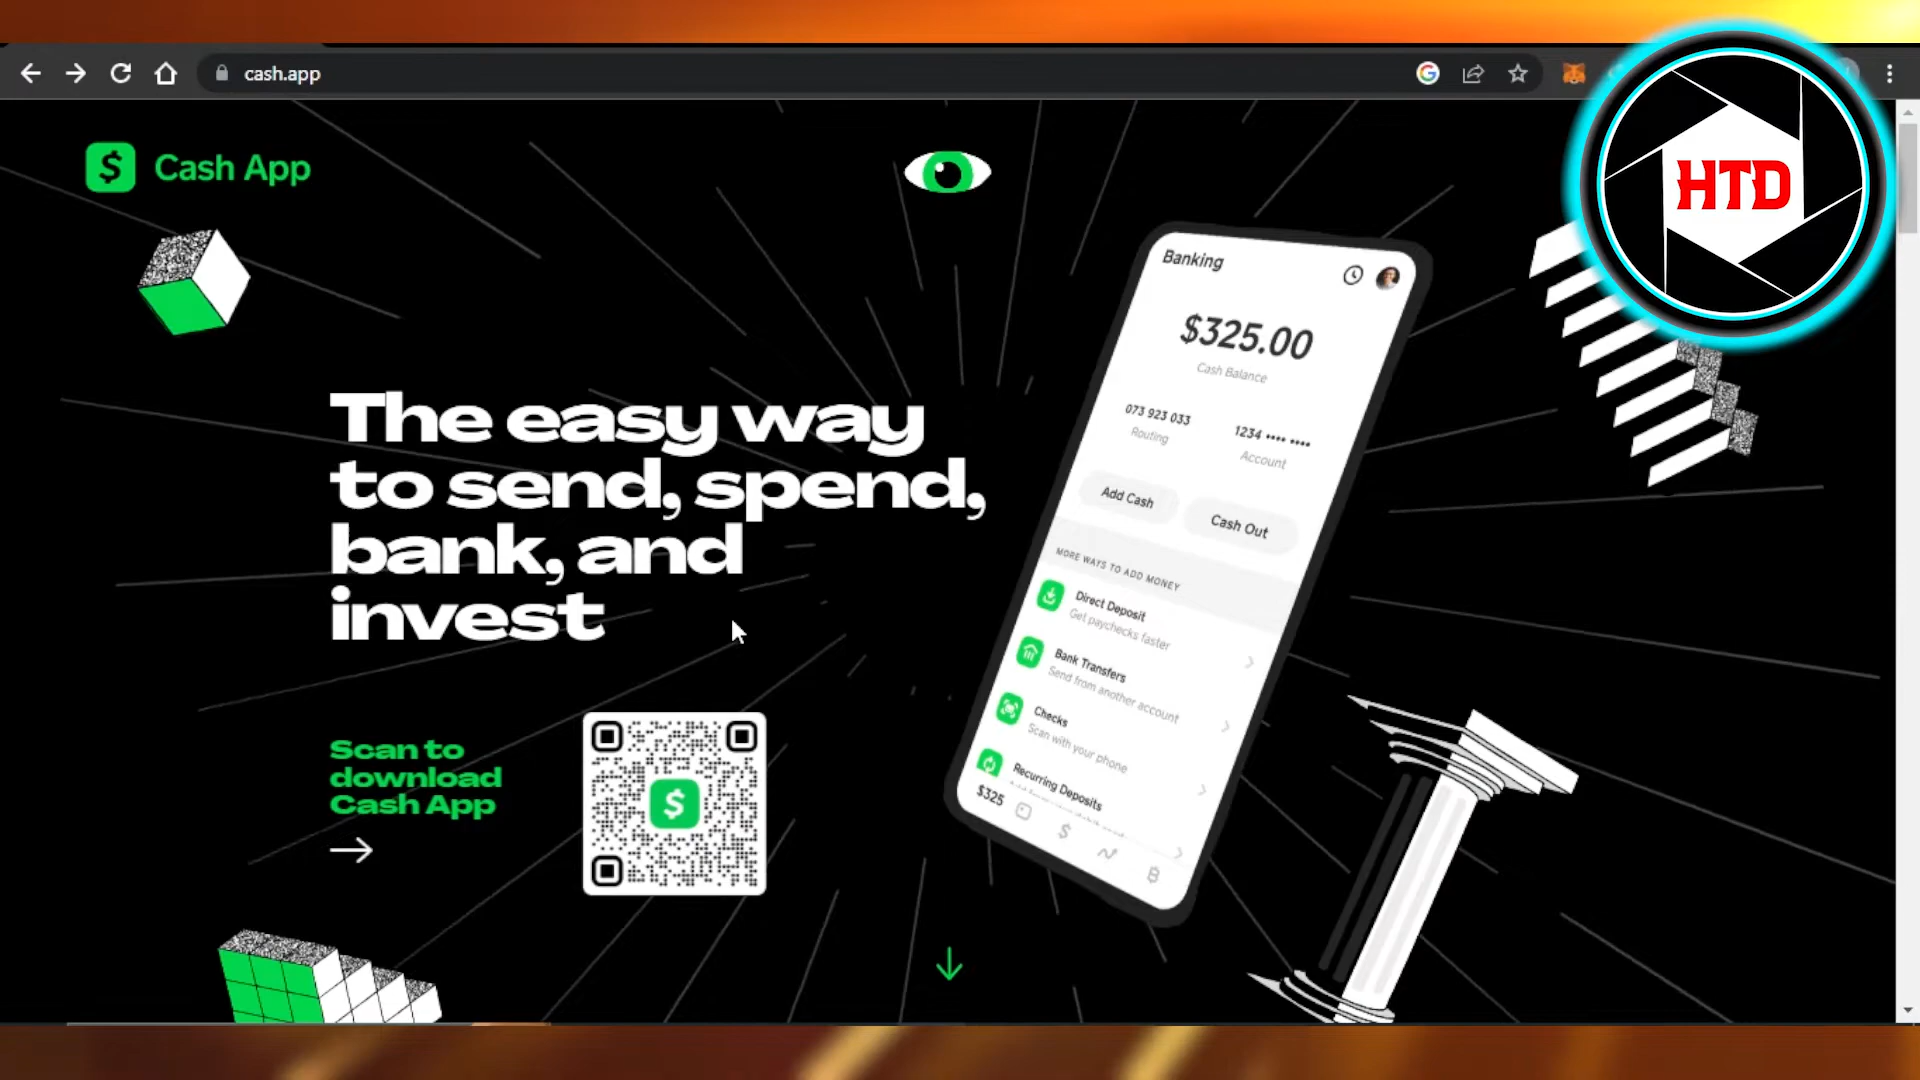 cash.app
HTD
Cash App
The easy way
to send, spend,
bank, and
invest
Scan to
download
Cash App
Banking
$325.00
Cash Balance
073 923 033
Routing
1234 •••• ••••
Account
Add Cash
Cash Out
MORE WAYS TO ADD MONEY
Direct Deposit
Get paychecks faster
Bank Transfers
Send from another account
Checks
Scan with your phone
Recurring Deposits
$325